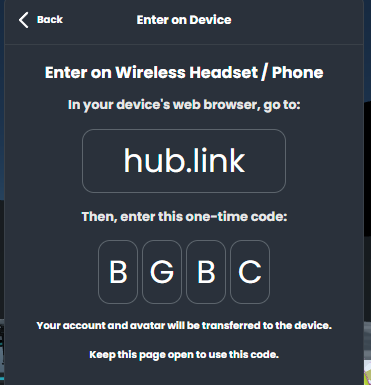 Back
Enter on Device
Enter on Wireless Headset / Phone
In your device's web browser, go to:
hub.link
Then, enter this one-time code:
B G B C
Your account and avatar will be transferred to the device.
Keep this page open to use this code.